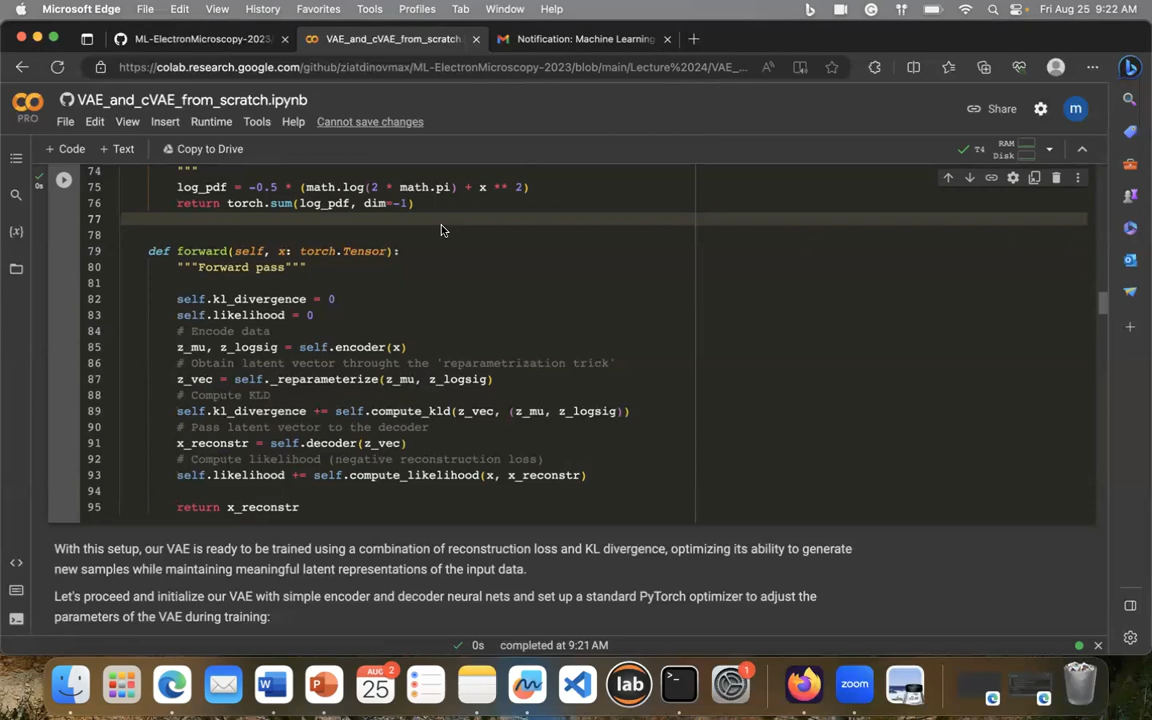 Microsoft Edge File Edit View History Favorites Tools Profiles Tab Window Help Fri Aug 25 9:22 AM
ML-ElectronMicroscopy-2023/ VAE_and_cVAE_from_scratch. Notification: Machine Learning
https://colab.research.google.com/github/ziatdinovmax/ML-ElectronMicroscopy-2023/blob/main/Lecture%2024/VAE_...
VAE_and_cVAE_from_scratch.ipynb
Share
m
PRO
File Edit View Insert Runtime Tools Help Cannot save changes
+ Code + Text Copy to Drive
T4 RAM
Disk
74 """
0s
75 log_pdf = -0.5 * (math.log(2 * math.pi) + x ** 2)
76 return torch.sum(log_pdf, dim=-1)
77
78
79 def forward(self, x: torch.Tensor):
80 """Forward pass"""
81
82 self.kl_divergence = 0
83 self.likelihood = 0
84 # Encode data
85 z_mu, z_logsig = self.encoder(x)
86 # Obtain latent vector throught the 'reparametrization trick'
87 z_vec = self._reparameterize(z_mu, z_logsig)
88 # Compute KLD
89 self.kl_divergence += self.compute_kld(z_vec, (z_mu, z_logsig))
90 # Pass latent vector to the decoder
91 x_reconstr = self.decoder(z_vec)
92 # Compute likelihood (negative reconstruction loss)
93 self.likelihood += self.compute_likelihood(x, x_reconstr)
94
95 return x_reconstr
With this setup, our VAE is ready to be trained using a combination of reconstruction loss and KL divergence, optimizing its ability to generate
new samples while maintaining meaningful latent representations of the input data.
Let's proceed and initialize our VAE with simple encoder and decoder neural nets and set up a standard PyTorch optimizer to adjust the
parameters of the VAE during training:
0s completed at 9:21 AM
AUG 2
25
lab
zoom
1